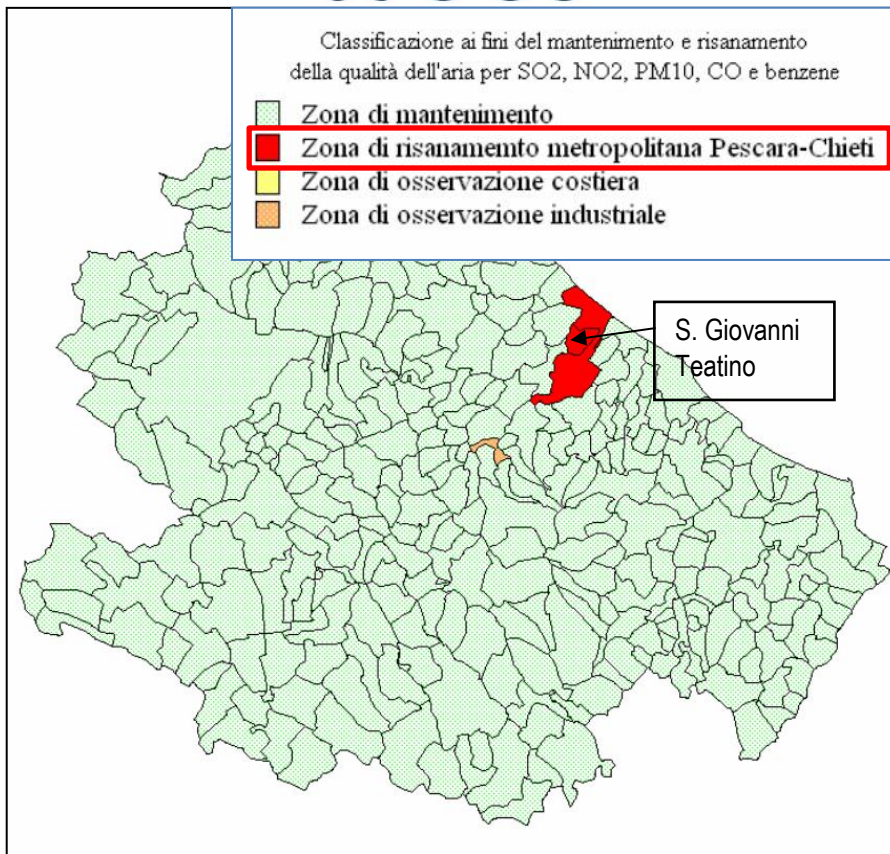 Classificazione ai fini del mantenimento e risanamento
della qualità dell'aria per SO2, NO2, PM10, CO e benzene
Zona di mantenimento
Zona di risanamemto metropolitana Pescara-Chieti
Zona di osservazione costiera
Zona di osservazione industriale
S. Giovanni
Teatino